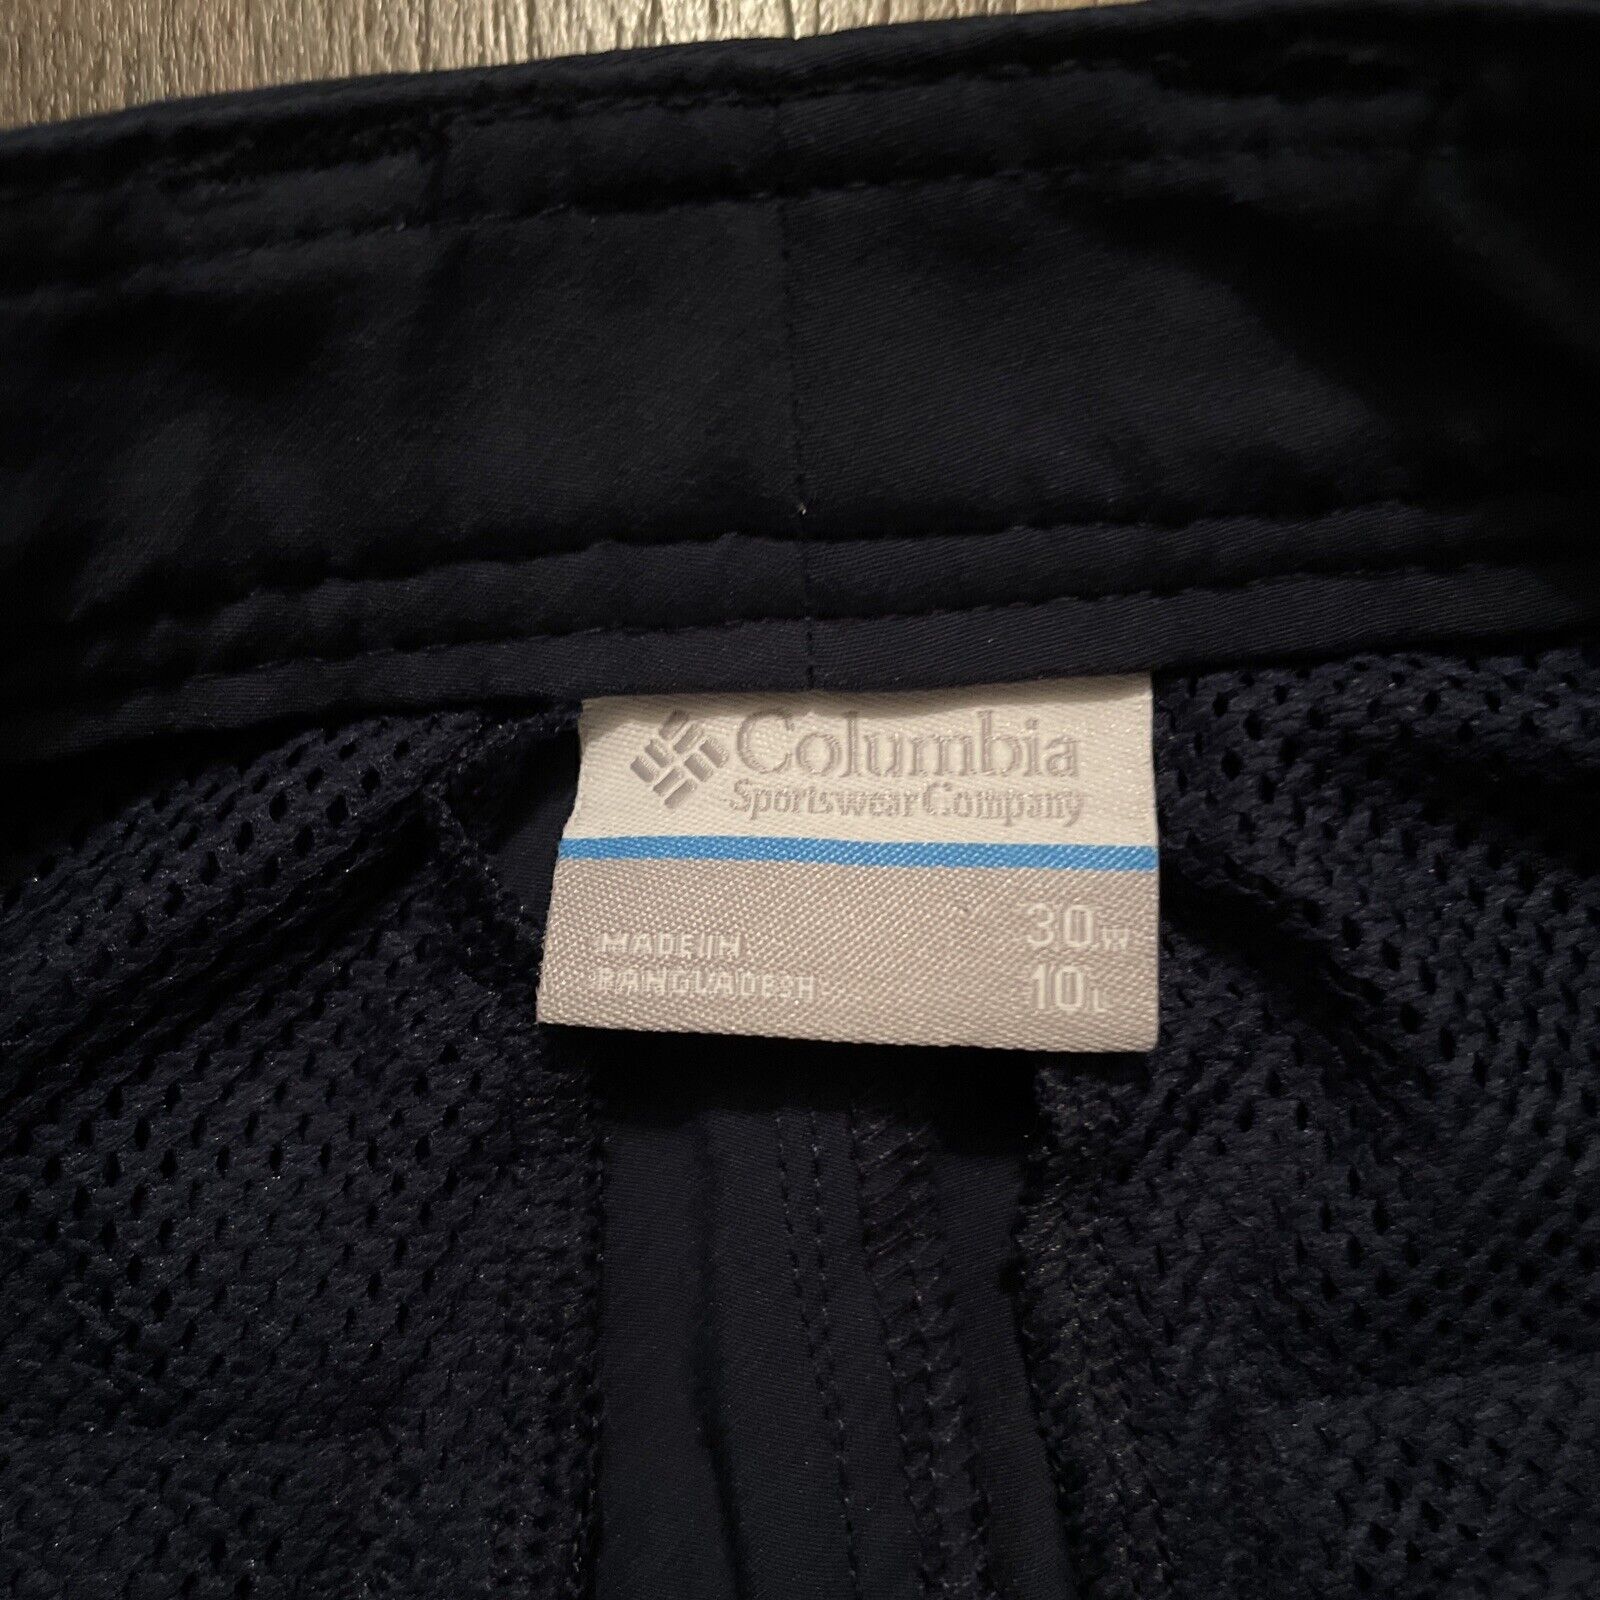 Columbia
Sportswear Company
MADE IN
BANGLADESH
30W
10L